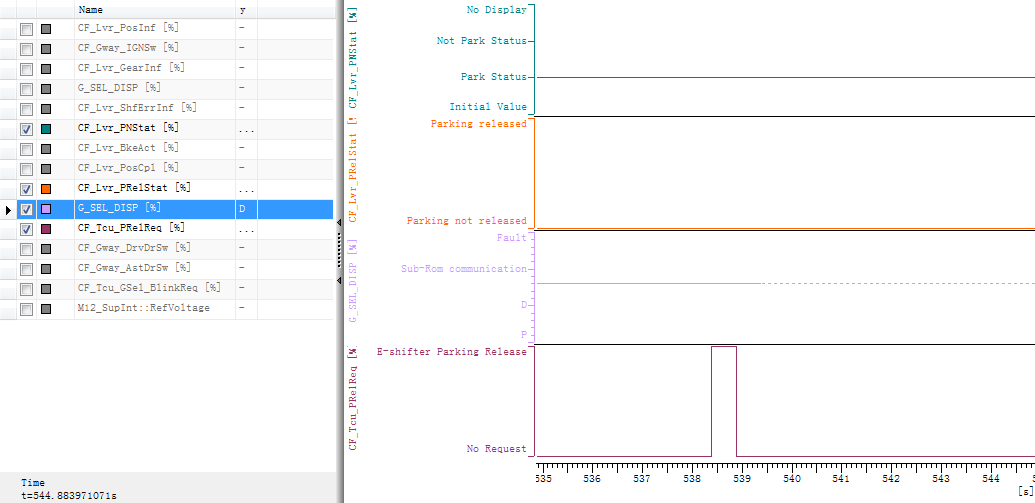 Name y
CF_Lvr_PosInf [%] -
CF_Gway_IGNSw [%] -
CF_Lvr_GearInf [%] -
G_SEL_DISP [%] -
CF_Lvr_ShfErrInf [%] -
CF_Lvr_PNStat [%] ...
CF_Lvr_BkeAct [%] -
CF_Lvr_PosCpl [%] -
CF_Lvr_PRelStat [%] ...
G_SEL_DISP [%] D
CF_Tcu_PRelReq [%] ...
CF_Gway_DrvDrSw [%] -
CF_Gway_AstDrSw [%] -
CF_Tcu_GSel_BlinkReq [%] -
M12_SupInt::RefVoltage -
Time
t=544.883971071s
CF_Lvr_PNStat [%]
No Display
Not Park Status
Park Status
Initial Value
CF_Lvr_PRelStat [%
Parking released
Parking not released
G_SEL_DISP [%]
Fault
Sub-Rom communication
D
P
CF_Tcu_PRelReq [%
E-shifter Parking Release
No Request
535 536 537 538 539 540 541 542 543 544
[s]